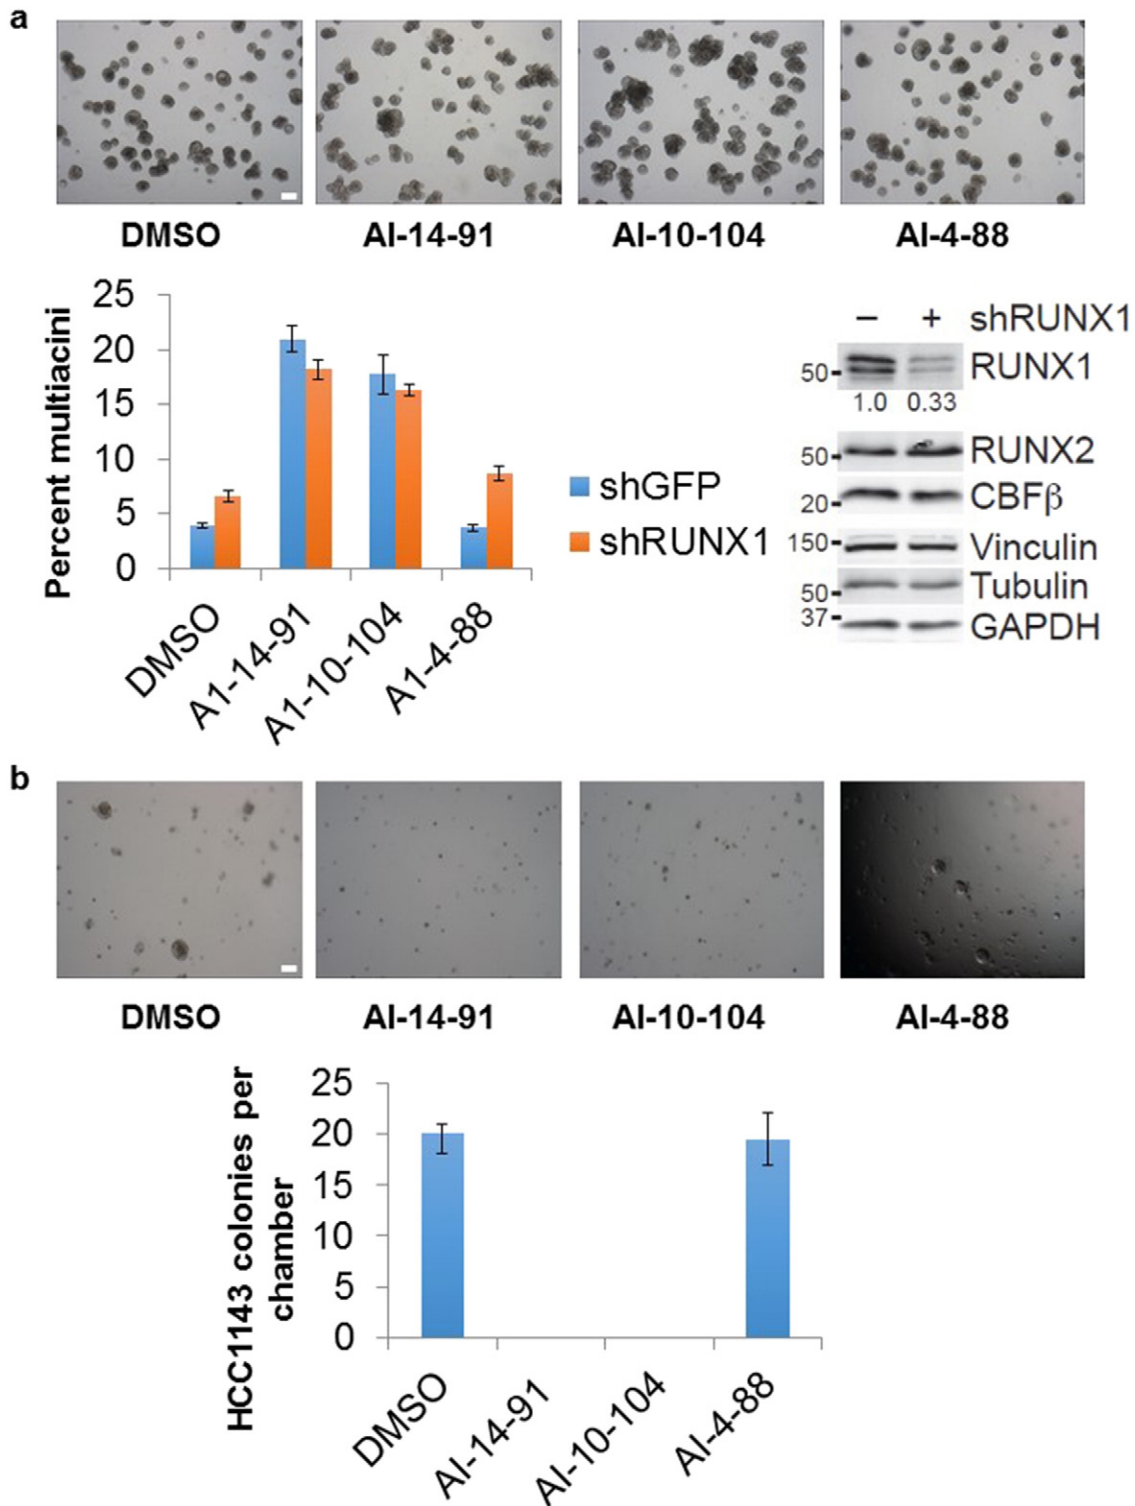 a
DMSO AI-14-91 AI-10-104 AI-4-88
Percent multiacini
25
20
15
10
5
0
DMSO
A1-14-91
A1-10-104
A1-4-88
shGFP
shRUNX1
− + shRUNX1
50 RUNX1
1.0 0.33
50 RUNX2
20 CBFβ
150 Vinculin
50 Tubulin
37 GAPDH
b
DMSO AI-14-91 AI-10-104 AI-4-88
HCC1143 colonies per
chamber
25
20
15
10
5
0
DMSO
AI-14-91
AI-10-104
AI-4-88